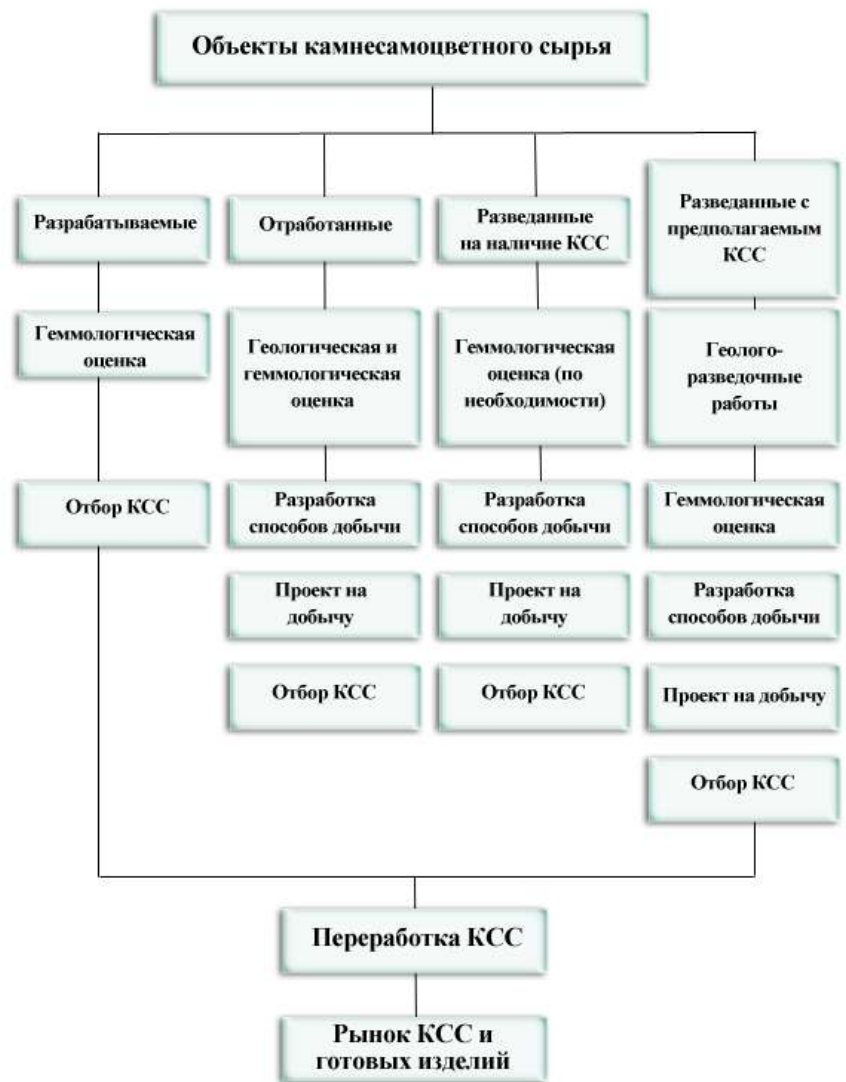 Объекты камнесамоцветного сырья
Разрабатываемые
Отработанные
Разведанные
на наличие КСС
Разведанные с
предполагаемым
КСС
Геммологическая
оценка
Геологическая и
геммологическая
оценка
Геммологическая
оценка (по
необходимости)
Геолого-
разведочные
работы
Отбор КСС
Разработка
способов добычи
Разработка
способов добычи
Геммологическая
оценка
Проект на
добычу
Проект на
добычу
Разработка
способов добычи
Отбор КСС
Отбор КСС
Проект на добычу
Отбор КСС
Переработка КСС
Рынок КСС и
готовых изделий